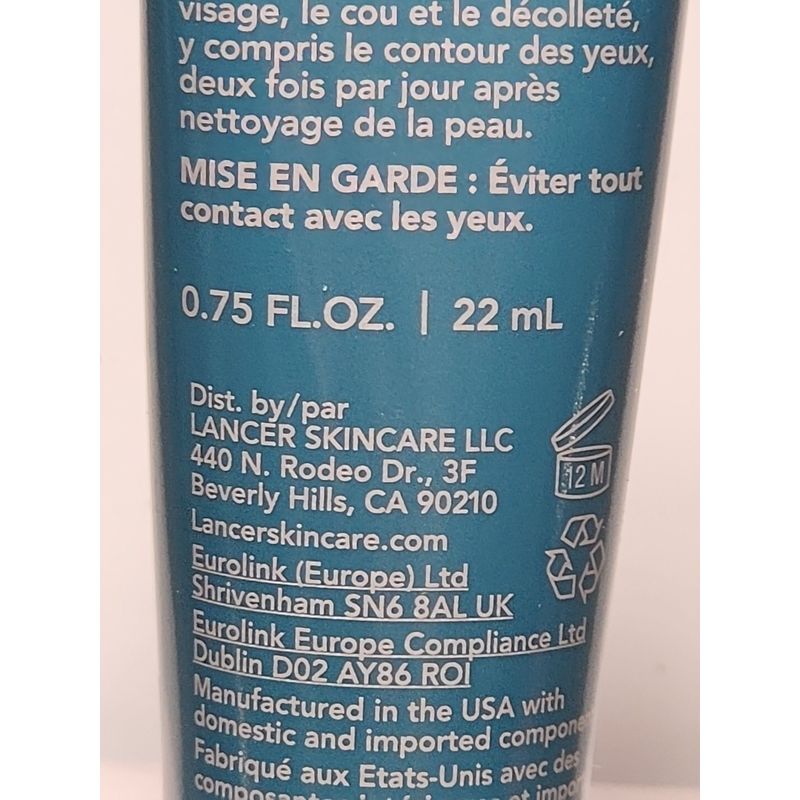 visage, le cou et le décolleté,
y compris le contour des yeux,
deux fois par jour après
nettoyage de la peau.
MISE EN GARDE : Éviter tout
contact avec les yeux.
0.75 FL.OZ. | 22 mL
Dist. by/par
LANCER SKINCARE LLC
440 N. Rodeo Dr., 3F
Beverly Hills, CA 90210
Lancerskincare.com
12 M
Eurolink (Europe) Ltd
Shrivenham SN6 8AL UK
Eurolink Europe Compliance Ltd
Dublin D02 AY86 ROI
Manufactured in the USA with
domestic and imported
Fabriqué aux Etats-Unis avec des